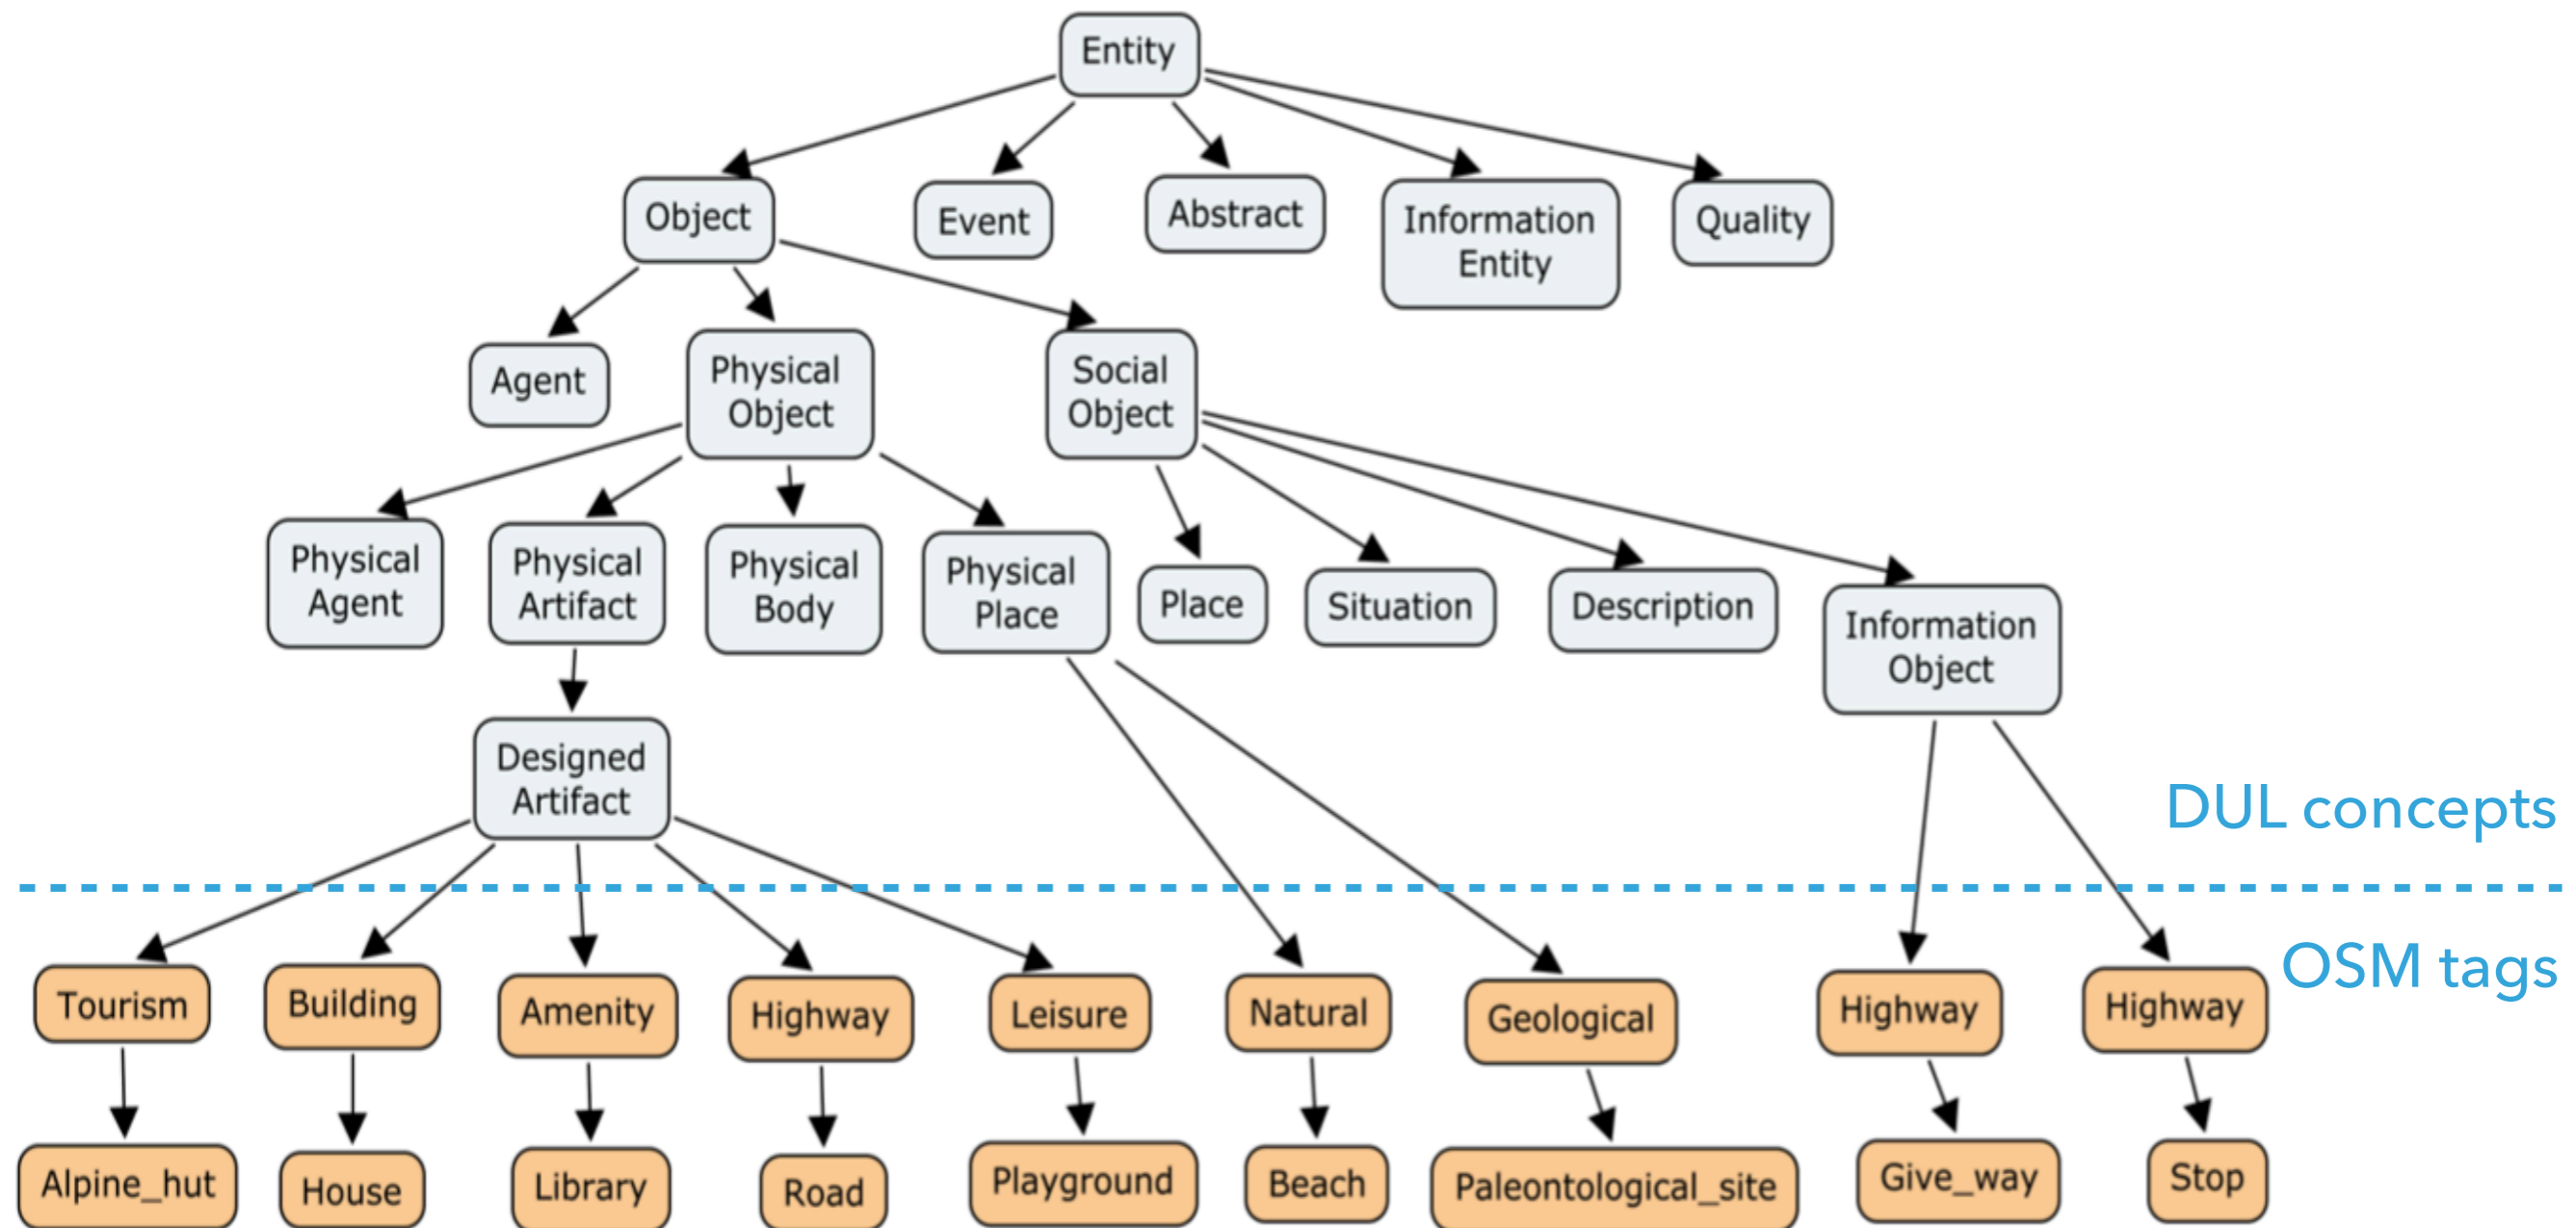 Entity
Object
Event
Abstract
Information
Entity
Quality
Agent
Physical
Object
Social
Object
Physical
Agent
Physical
Artifact
Physical
Body
Physical
Place
Place
Situation
Description
Information
Object
Designed
Artifact
DUL concepts
OSM tags
Tourism
Building
Amenity
Highway
Leisure
Natural
Geological
Highway
Highway
Alpine_hut
House
Library
Road
Playground
Beach
Paleontological_site
Give_way
Stop